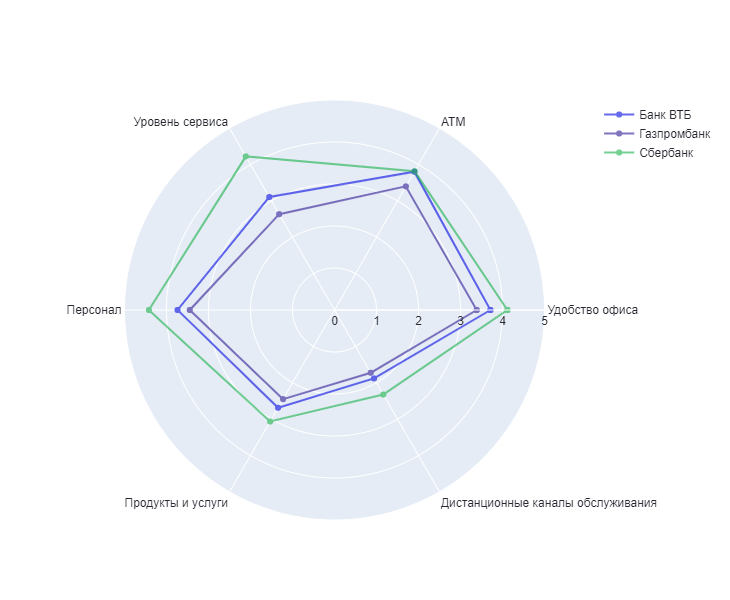 Уровень сервиса
ATM
Банк ВТБ
Газпромбанк
Сбербанк
Персонал
Удобство офиса
0 1 2 3 4 5
Продукты и услуги
Дистанционные каналы обслуживания